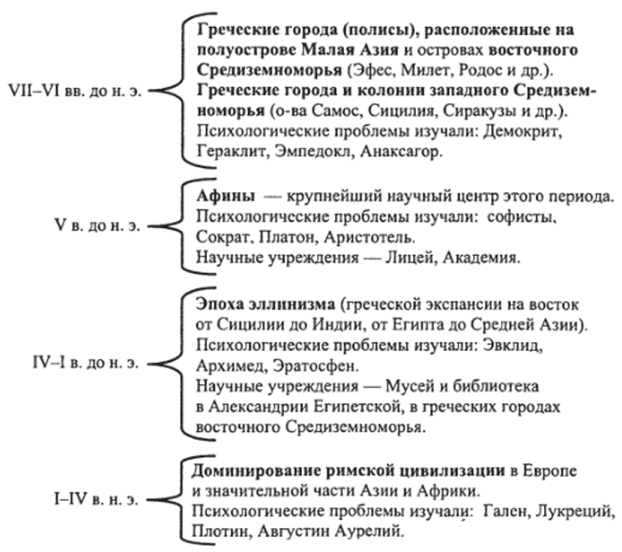 VII–VI вв. до н. э.
Греческие города (полисы), расположенные на
полуострове Малая Азия и островах восточного
Средиземноморья (Эфес, Милет, Родос и др.).
Греческие города и колонии западного Средизем-
номорья (о-ва Самос, Сицилия, Сиракузы и др.).
Психологические проблемы изучали: Демокрит,
Гераклит, Эмпедокл, Анаксагор.
V в. до н. э.
Афины — крупнейший научный центр этого периода.
Психологические проблемы изучали: софисты,
Сократ, Платон, Аристотель.
Научные учреждения — Лицей, Академия.
IV–I в. до н. э.
Эпоха эллинизма (греческой экспансии на восток
от Сицилии до Индии, от Египта до Средней Азии).
Психологические проблемы изучали: Эвклид,
Архимед, Эратосфен.
Научные учреждения — Мусей и библиотека
в Александрии Египетской, в греческих городах
восточного Средиземноморья.
I–IV в. н. э.
Доминирование римской цивилизации в Европе
и значительной части Азии и Африки.
Психологические проблемы изучали: Гален, Лукреций,
Плотин, Августин Аурелий.